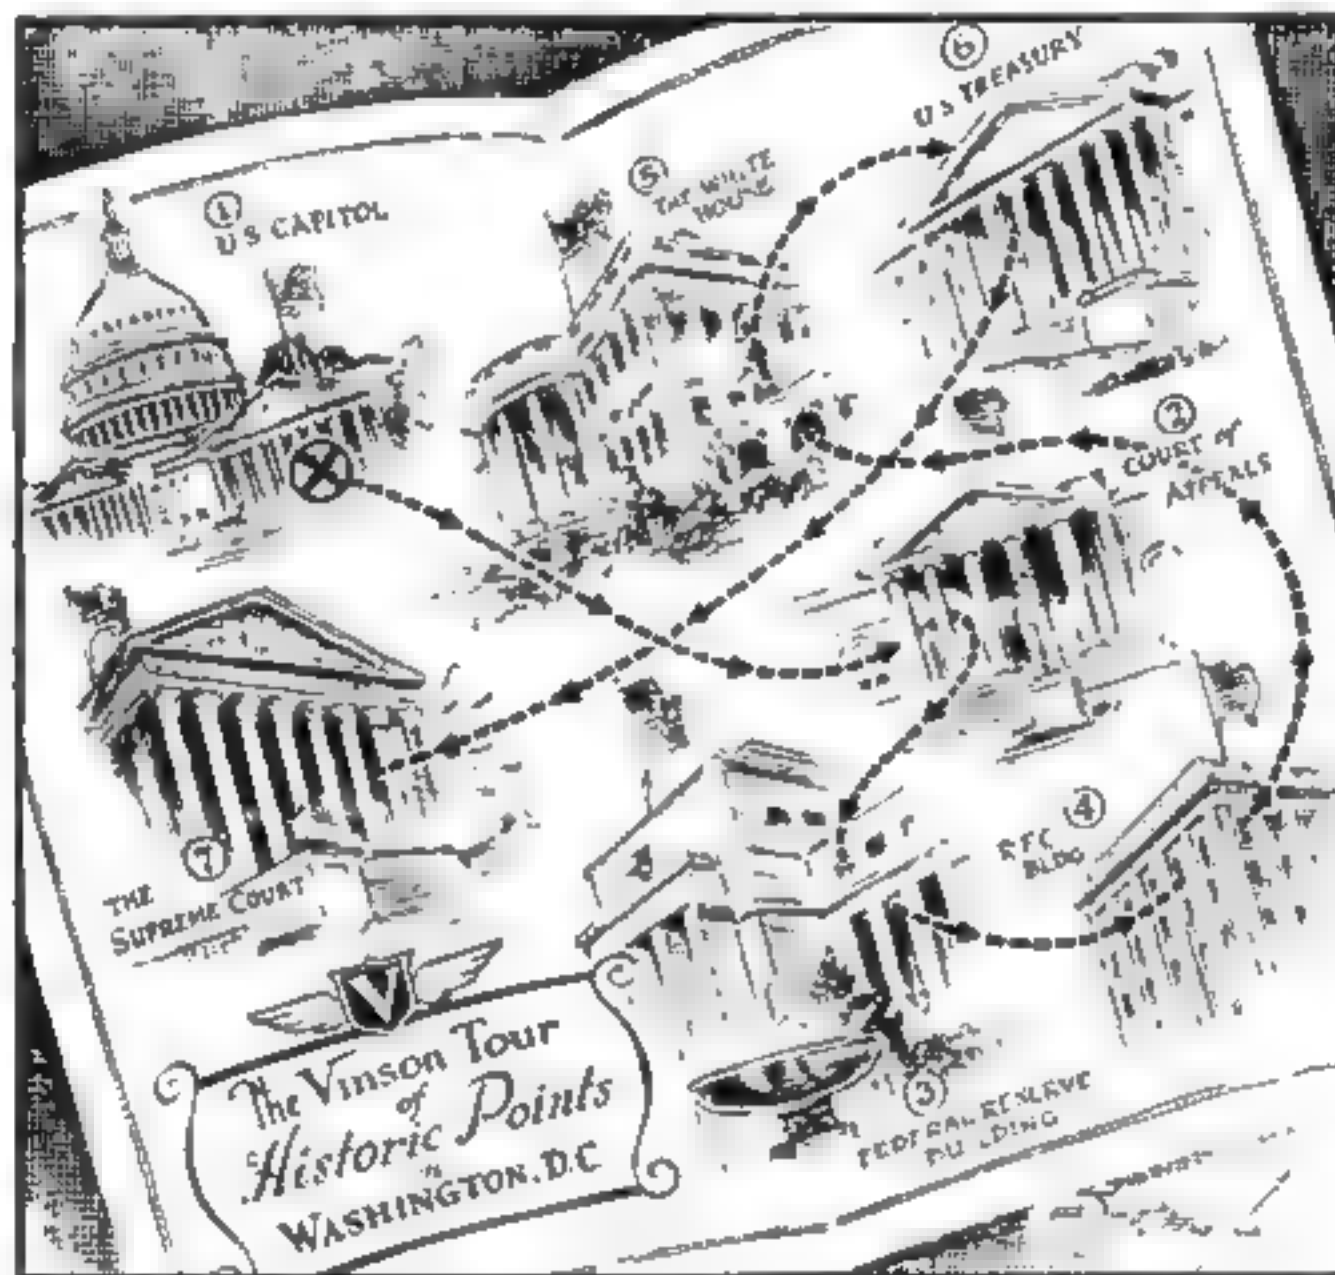 ①
U S CAPITOL
⑤
THE WHITE
HOUSE
⑥
U S TREASURY
②
COURT of
APPEALS
④
RFC
BLDG
⑦
THE
SUPREME COURT
③
FEDERAL RESERVE
BUILDING
V
The Vinson Tour
of
Historic Points
in
WASHINGTON, D.C